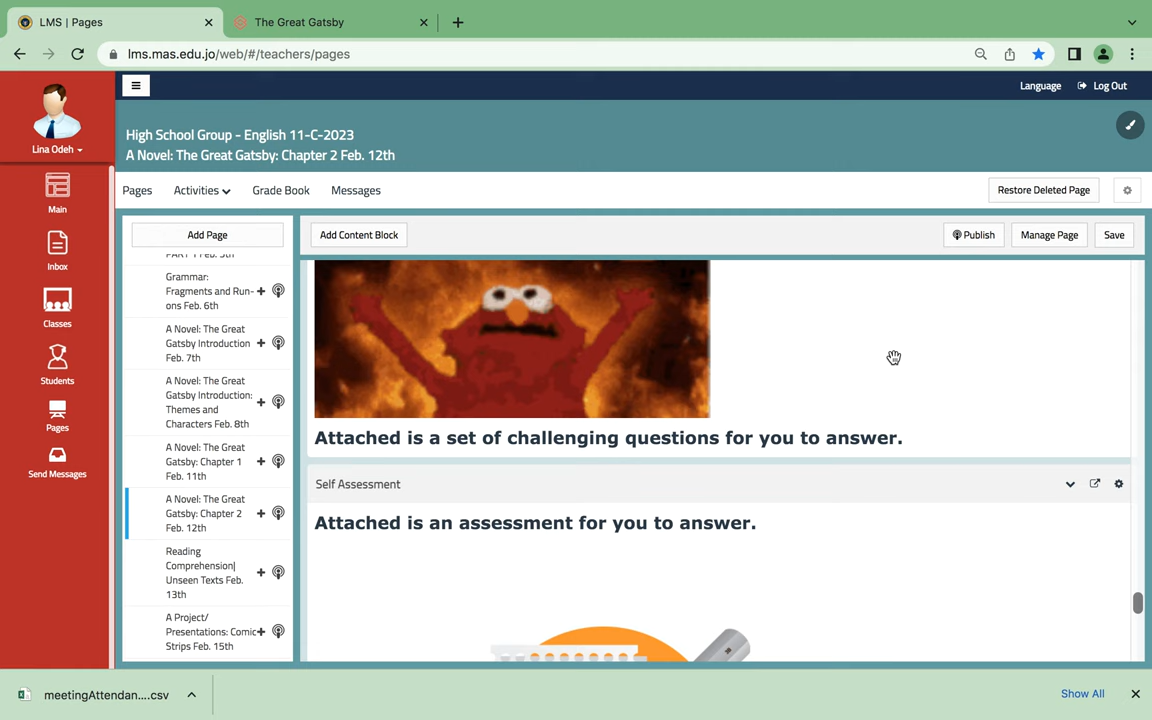 LMS | Pages
The Great Gatsby
lms.mas.edu.jo/web/#/teachers/pages
Language
Log Out
High School Group - English 11-C-2023
A Novel: The Great Gatsby: Chapter 2 Feb. 12th
Lina Odeh
Pages
Activities
Grade Book
Messages
Restore Deleted Page
Main
Inbox
Classes
Students
Pages
Send Messages
Add Page
Add Content Block
Publish
Manage Page
Save
Grammar:
Fragments and Run-
ons Feb. 6th
A Novel: The Great
Gatsby Introduction
Feb. 7th
A Novel: The Great
Gatsby Introduction:
Themes and
Characters Feb. 8th
A Novel: The Great
Gatsby: Chapter 1
Feb. 11th
A Novel: The Great
Gatsby: Chapter 2
Feb. 12th
Reading
Comprehension|
Unseen Texts Feb.
13th
A Project/
Presentations: Comic
Strips Feb. 15th
Attached is a set of challenging questions for you to answer.
Self Assessment
Attached is an assessment for you to answer.
meetingAttendan....csv
Show All